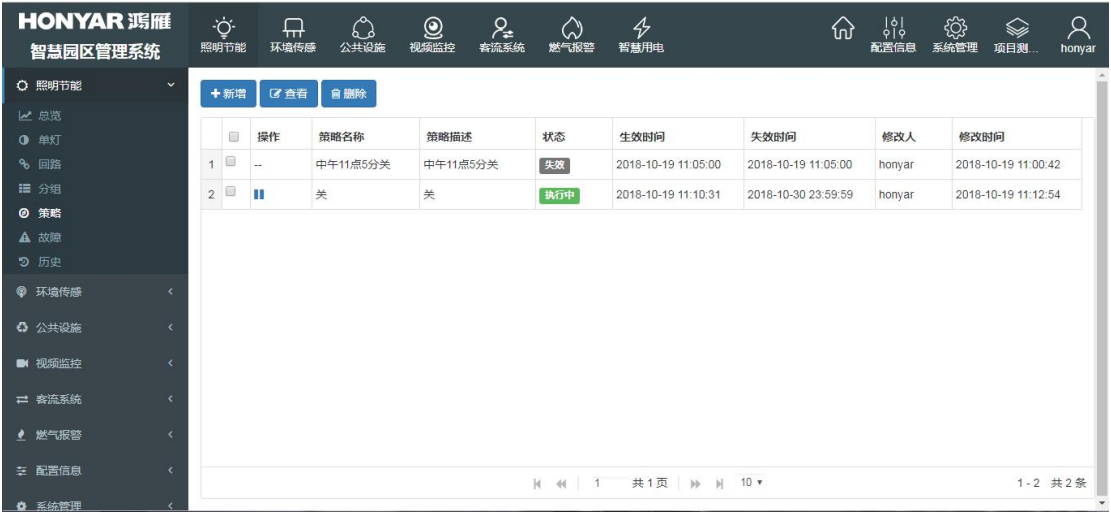 HONYAR 鸿雁
智慧园区管理系统
照明节能 环境传感 公共设施 视频监控 客流系统 燃气报警 智慧用电 配置信息 系统管理 项目测... honyar
照明节能
总览
单灯
回路
分组
策略
故障
历史
环境传感
公共设施
视频监控
客流系统
燃气报警
配置信息
系统管理
新增 查看 删除
操作 策略名称 策略描述 状态 生效时间 失效时间 修改人 修改时间
1 -- 中午11点5分关 中午11点5分关 失效 2018-10-19 11:05:00 2018-10-19 11:05:00 honyar 2018-10-19 11:00:42
2 关 关 执行中 2018-10-19 11:10:31 2018-10-30 23:59:59 honyar 2018-10-19 11:12:54
1 共 1 页 10 1 - 2 共 2 条